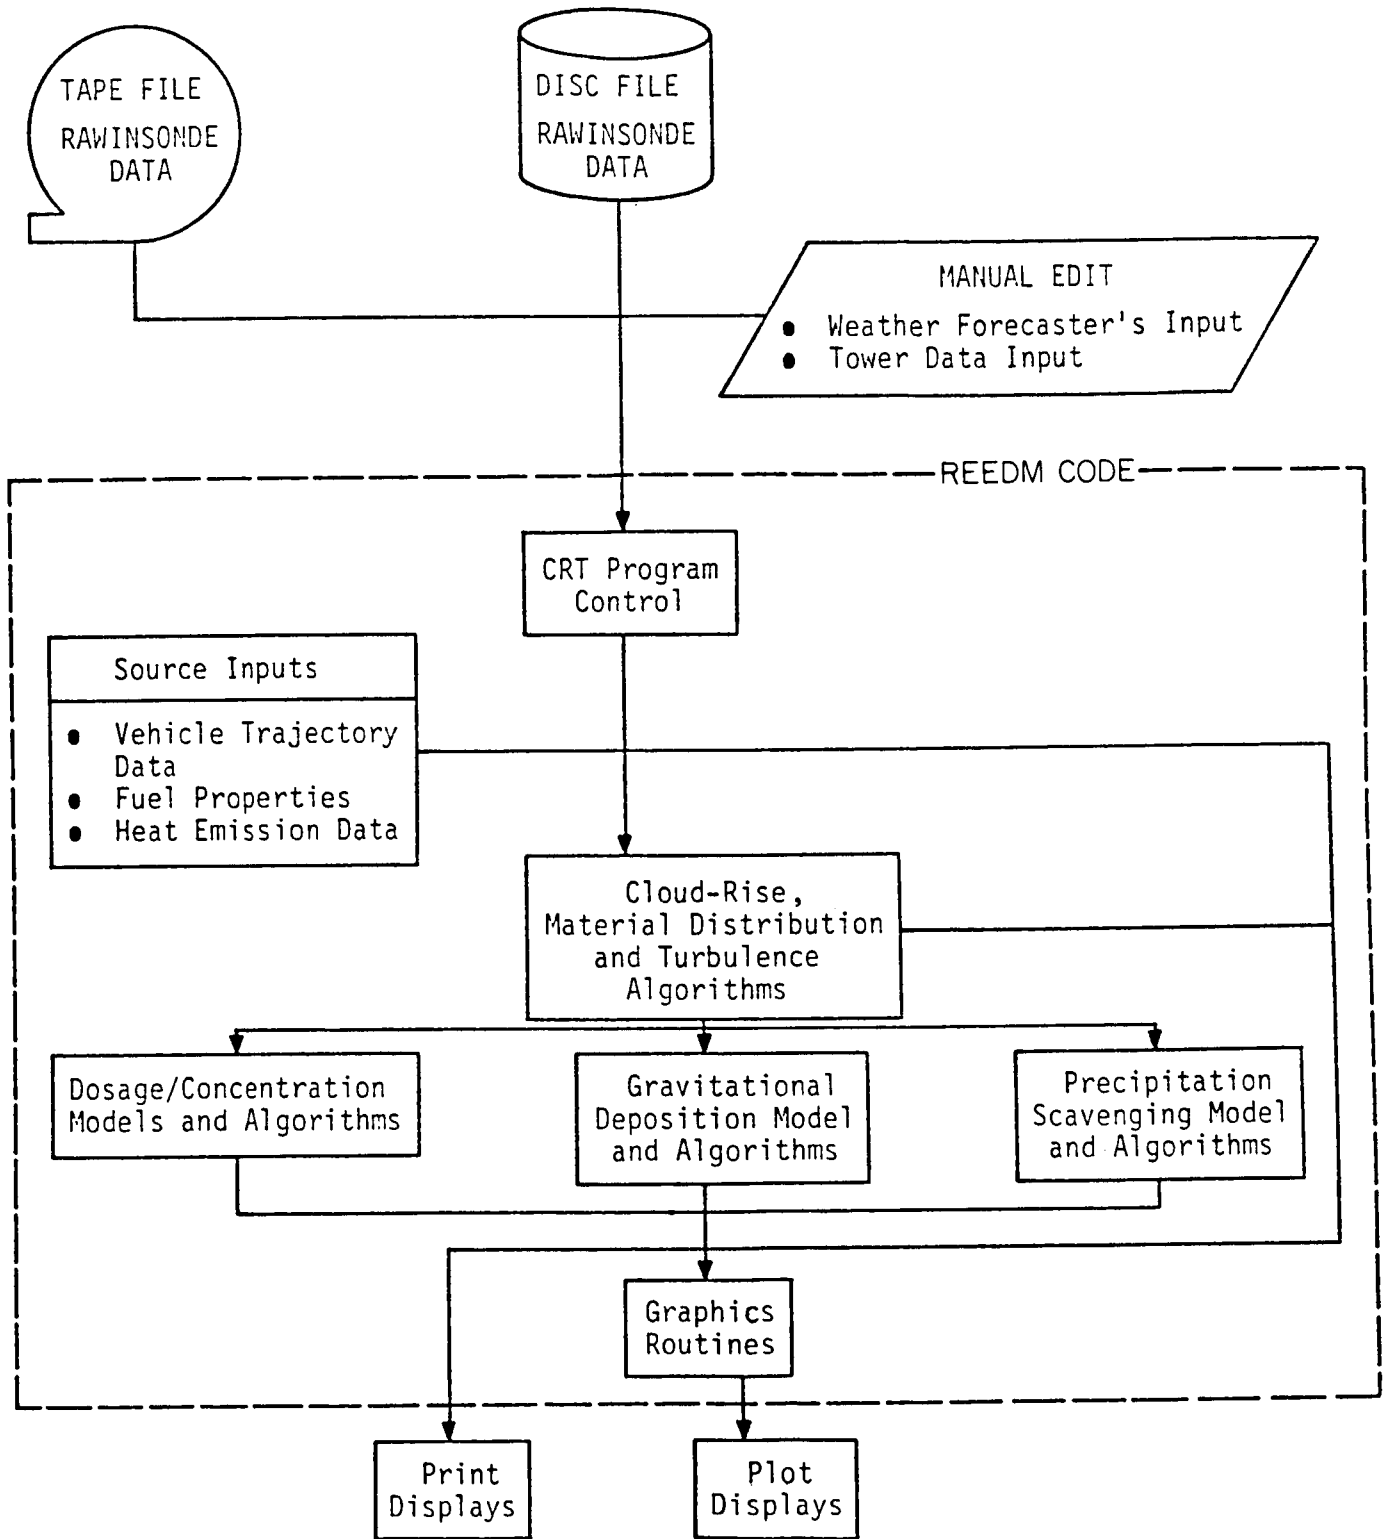 TAPE FILE
RAWINSONDE
DATA
DISC FILE
RAWINSONDE
DATA
MANUAL EDIT
● Weather Forecaster's Input
● Tower Data Input
REEDM CODE
CRT Program
Control
Source Inputs
● Vehicle Trajectory
Data
● Fuel Properties
● Heat Emission Data
Cloud-Rise,
Material Distribution
and Turbulence
Algorithms
Dosage/Concentration
Models and Algorithms
Gravitational
Deposition Model
and Algorithms
Precipitation
Scavenging Model
and Algorithms
Graphics
Routines
Print
Displays
Plot
Displays